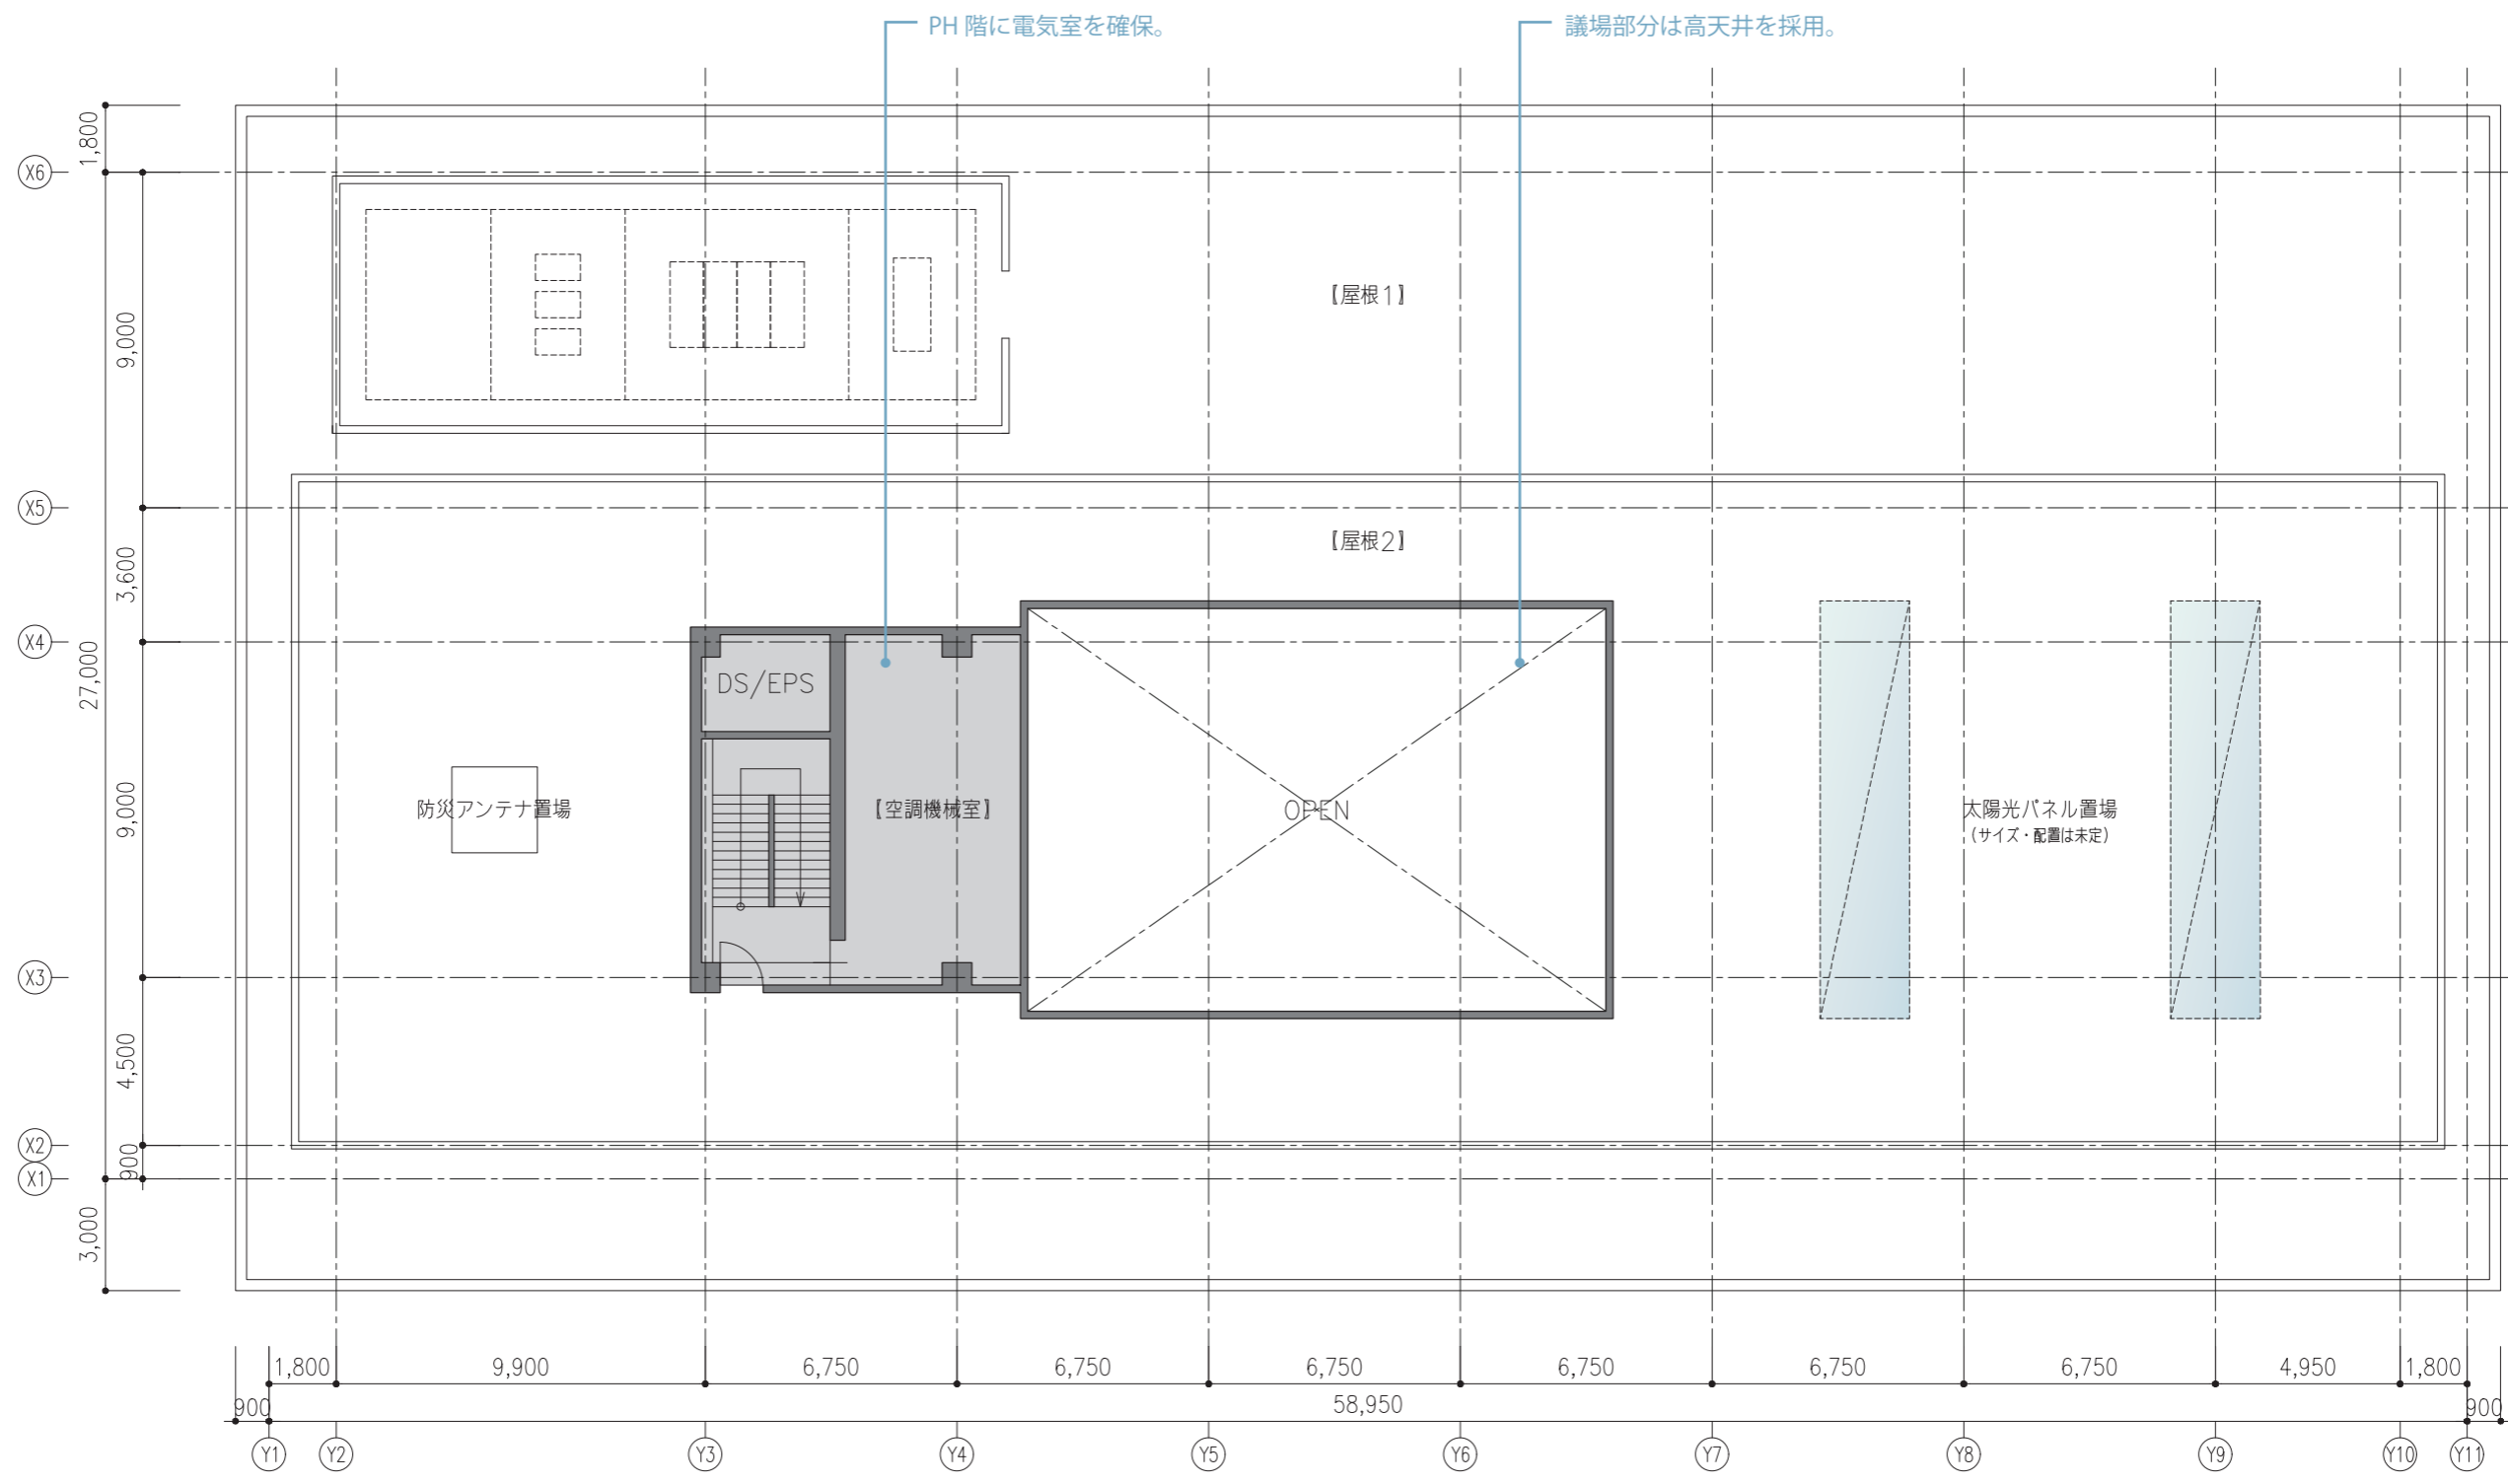 PH 階に電気室を確保。
議場部分は高天井を採用。
1,800
X6
9,000
【屋根1】
X5
【屋根2】
3,600
X4
27,000
DS/EPS
防災アンテナ置場
【空調機械室】
OPEN
太陽光パネル置場
(サイズ・配置は未定)
9,000
X3
4,500
X2
900
X1
3,000
1,800
9,900
6,750
6,750
6,750
6,750
6,750
6,750
4,950
1,800
900
58,950
900
Y1
Y2
Y3
Y4
Y5
Y6
Y7
Y8
Y9
Y10
Y11